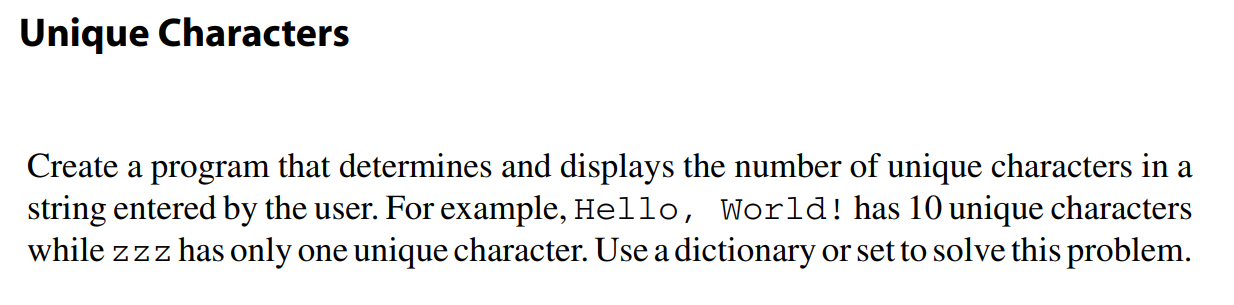 Unique Characters
Create a program that determines and displays the number of unique characters in a
string entered by the user. For example, Hello, World! has 10 unique characters
while zzz has only one unique character. Use a dictionary or set to solve this problem.